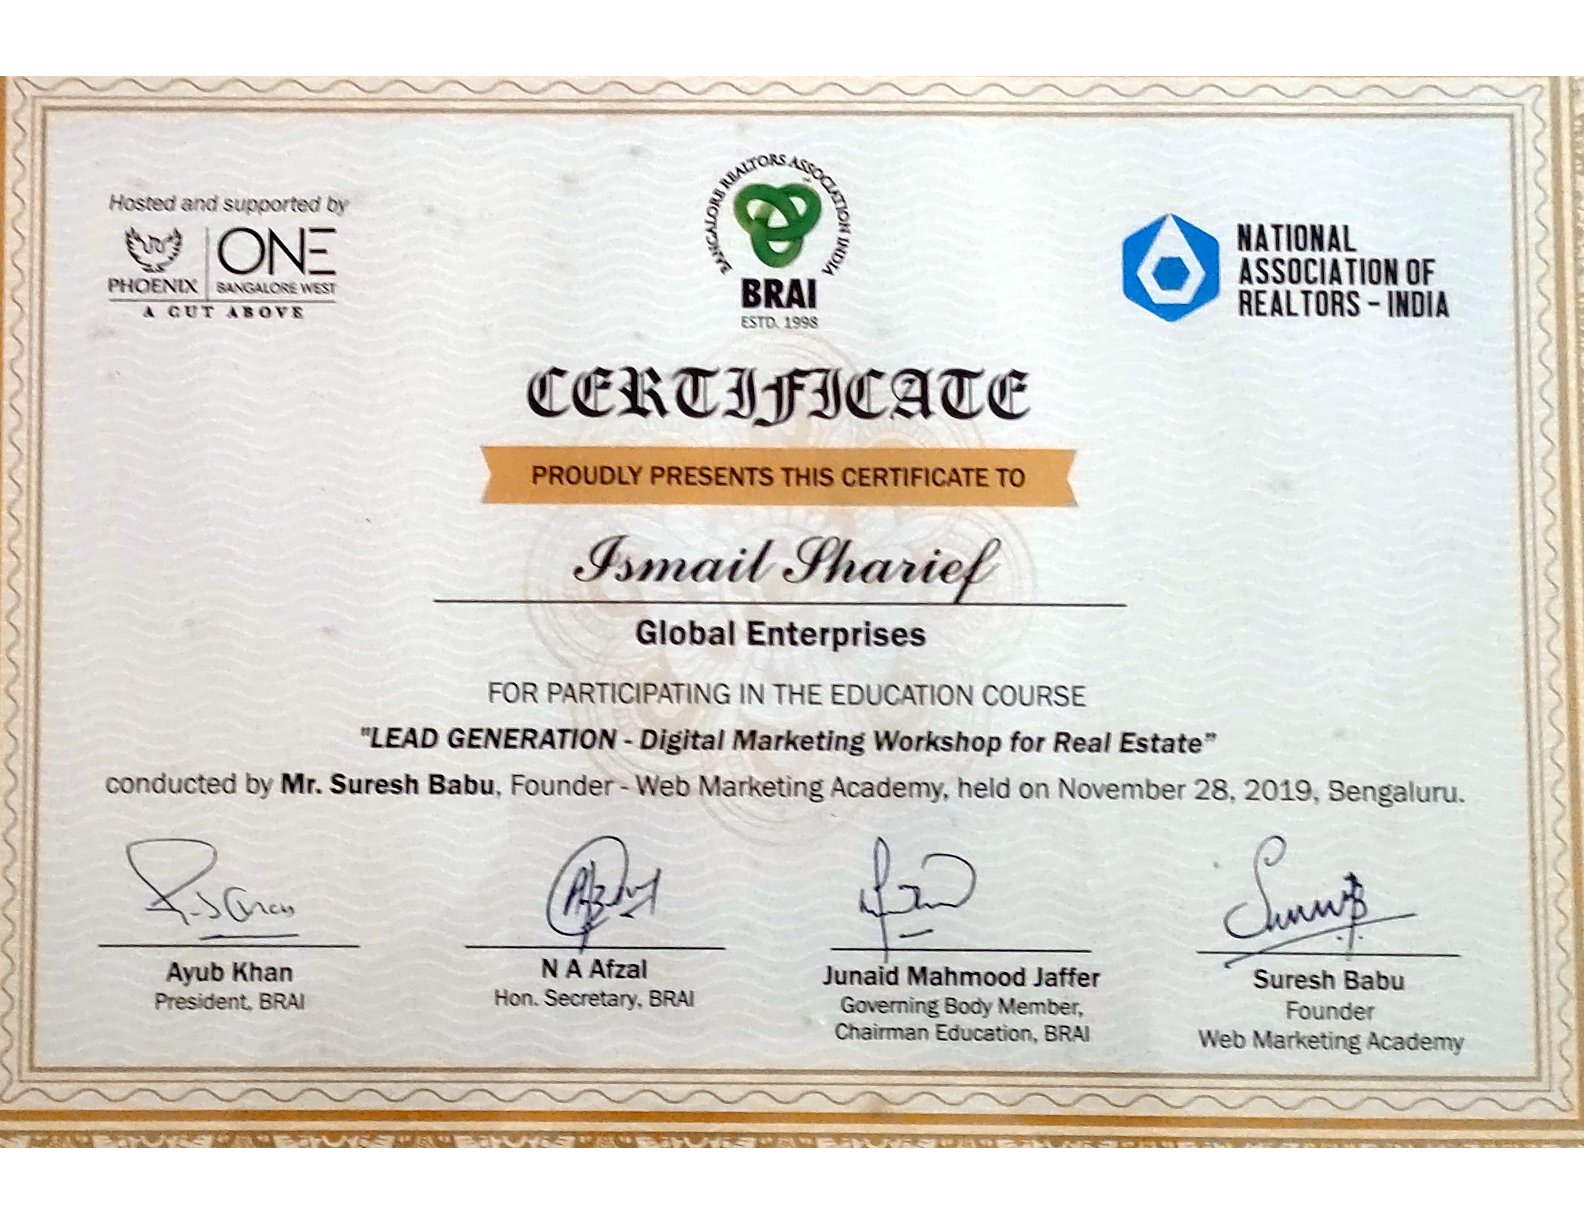 Hosted and supported by
PHOENIX
ONE
BANGALORE WEST
A CUT ABOVE
BANGALORE REALTORS ASSOCIATION INDIA
BRAI
ESTD. 1998
NATIONAL
ASSOCIATION OF
REALTORS - INDIA
CERTIFICATE
PROUDLY PRESENTS THIS CERTIFICATE TO
Ismail Sharief
Global Enterprises
FOR PARTICIPATING IN THE EDUCATION COURSE
"LEAD GENERATION - Digital Marketing Workshop for Real Estate"
conducted by Mr. Suresh Babu, Founder - Web Marketing Academy, held on November 28, 2019, Bengaluru.
Ayub Khan
President, BRAI
N A Afzal
Hon. Secretary, BRAI
Junaid Mahmood Jaffer
Governing Body Member,
Chairman Education, BRAI
Suresh Babu
Founder
Web Marketing Academy